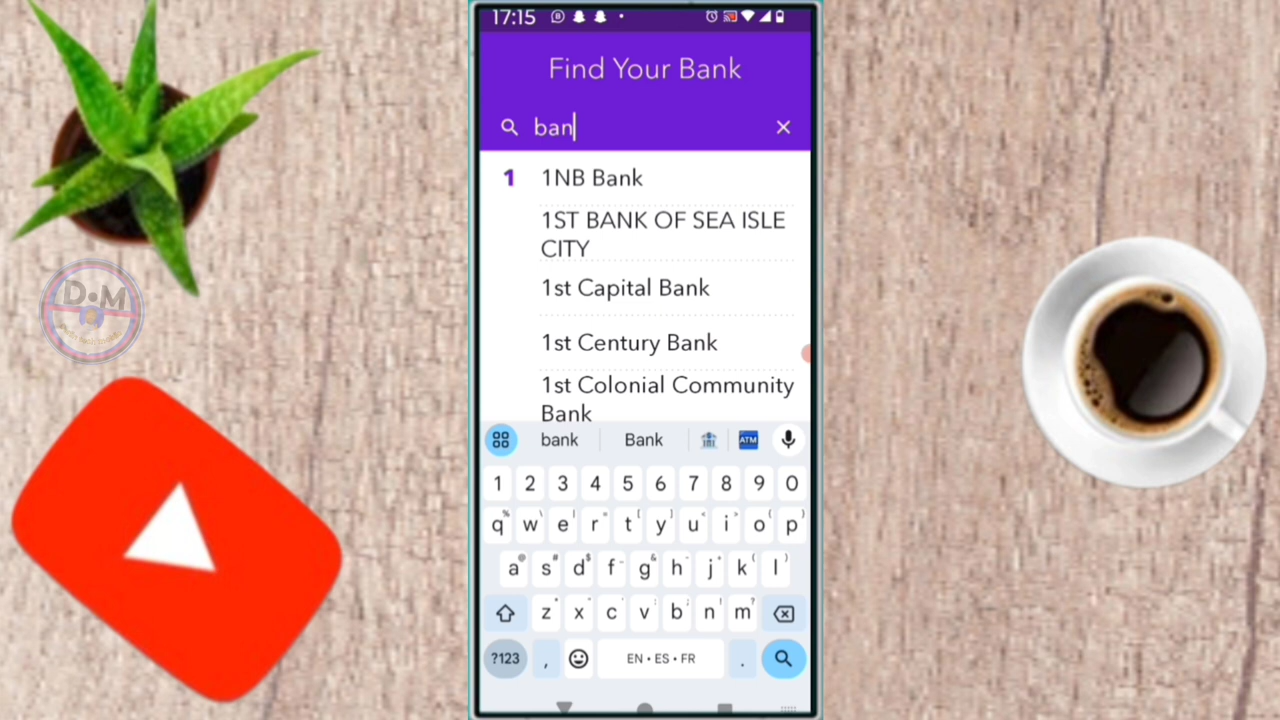 17:15
Find Your Bank
ban
1
1NB Bank
1ST BANK OF SEA ISLE
CITY
1st Capital Bank
1st Century Bank
1st Colonial Community
Bank
bank Bank ATM
1 2 3 4 5 6 7 8 9 0
q w e r t y u i o p
a s d f g h j k l
z x c v b n m
?123 , EN • ES • FR .
D•M